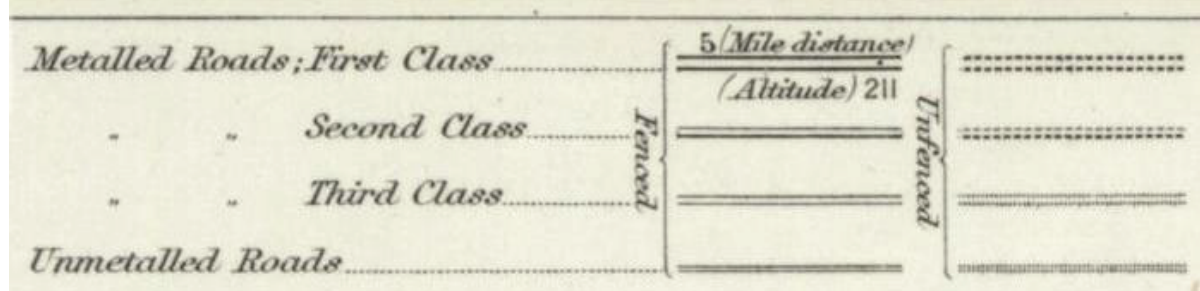 Metalled Roads; First Class 5 (Mile distance)
(Altitude) 211
„ „ Second Class
„ „ Third Class
Unmetalled Roads
Fenced
Unfenced